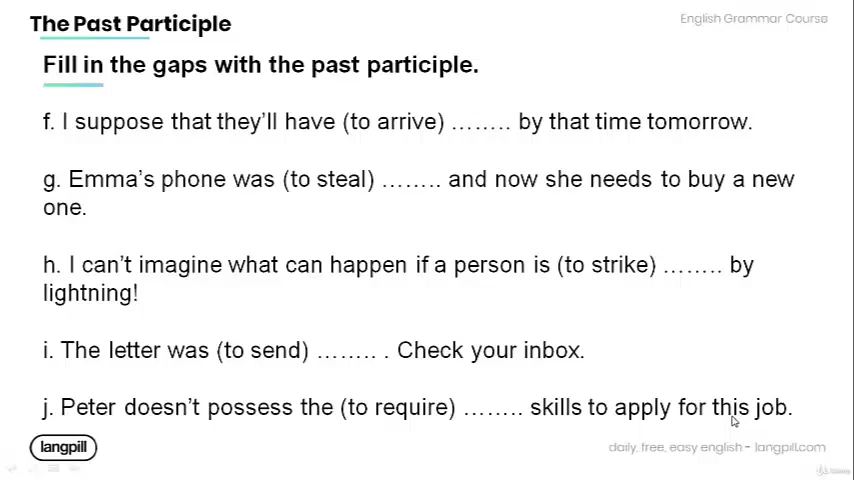 The Past Participle
English Grammar Course
Fill in the gaps with the past participle.
f. I suppose that they'll have (to arrive) …….. by that time tomorrow.
g. Emma's phone was (to steal) …….. and now she needs to buy a new
one.
h. I can't imagine what can happen if a person is (to strike) …….. by
lightning!
i. The letter was (to send) …….. . Check your inbox.
j. Peter doesn't possess the (to require) …….. skills to apply for this job.
langpill
daily, free, easy english - langpill.com